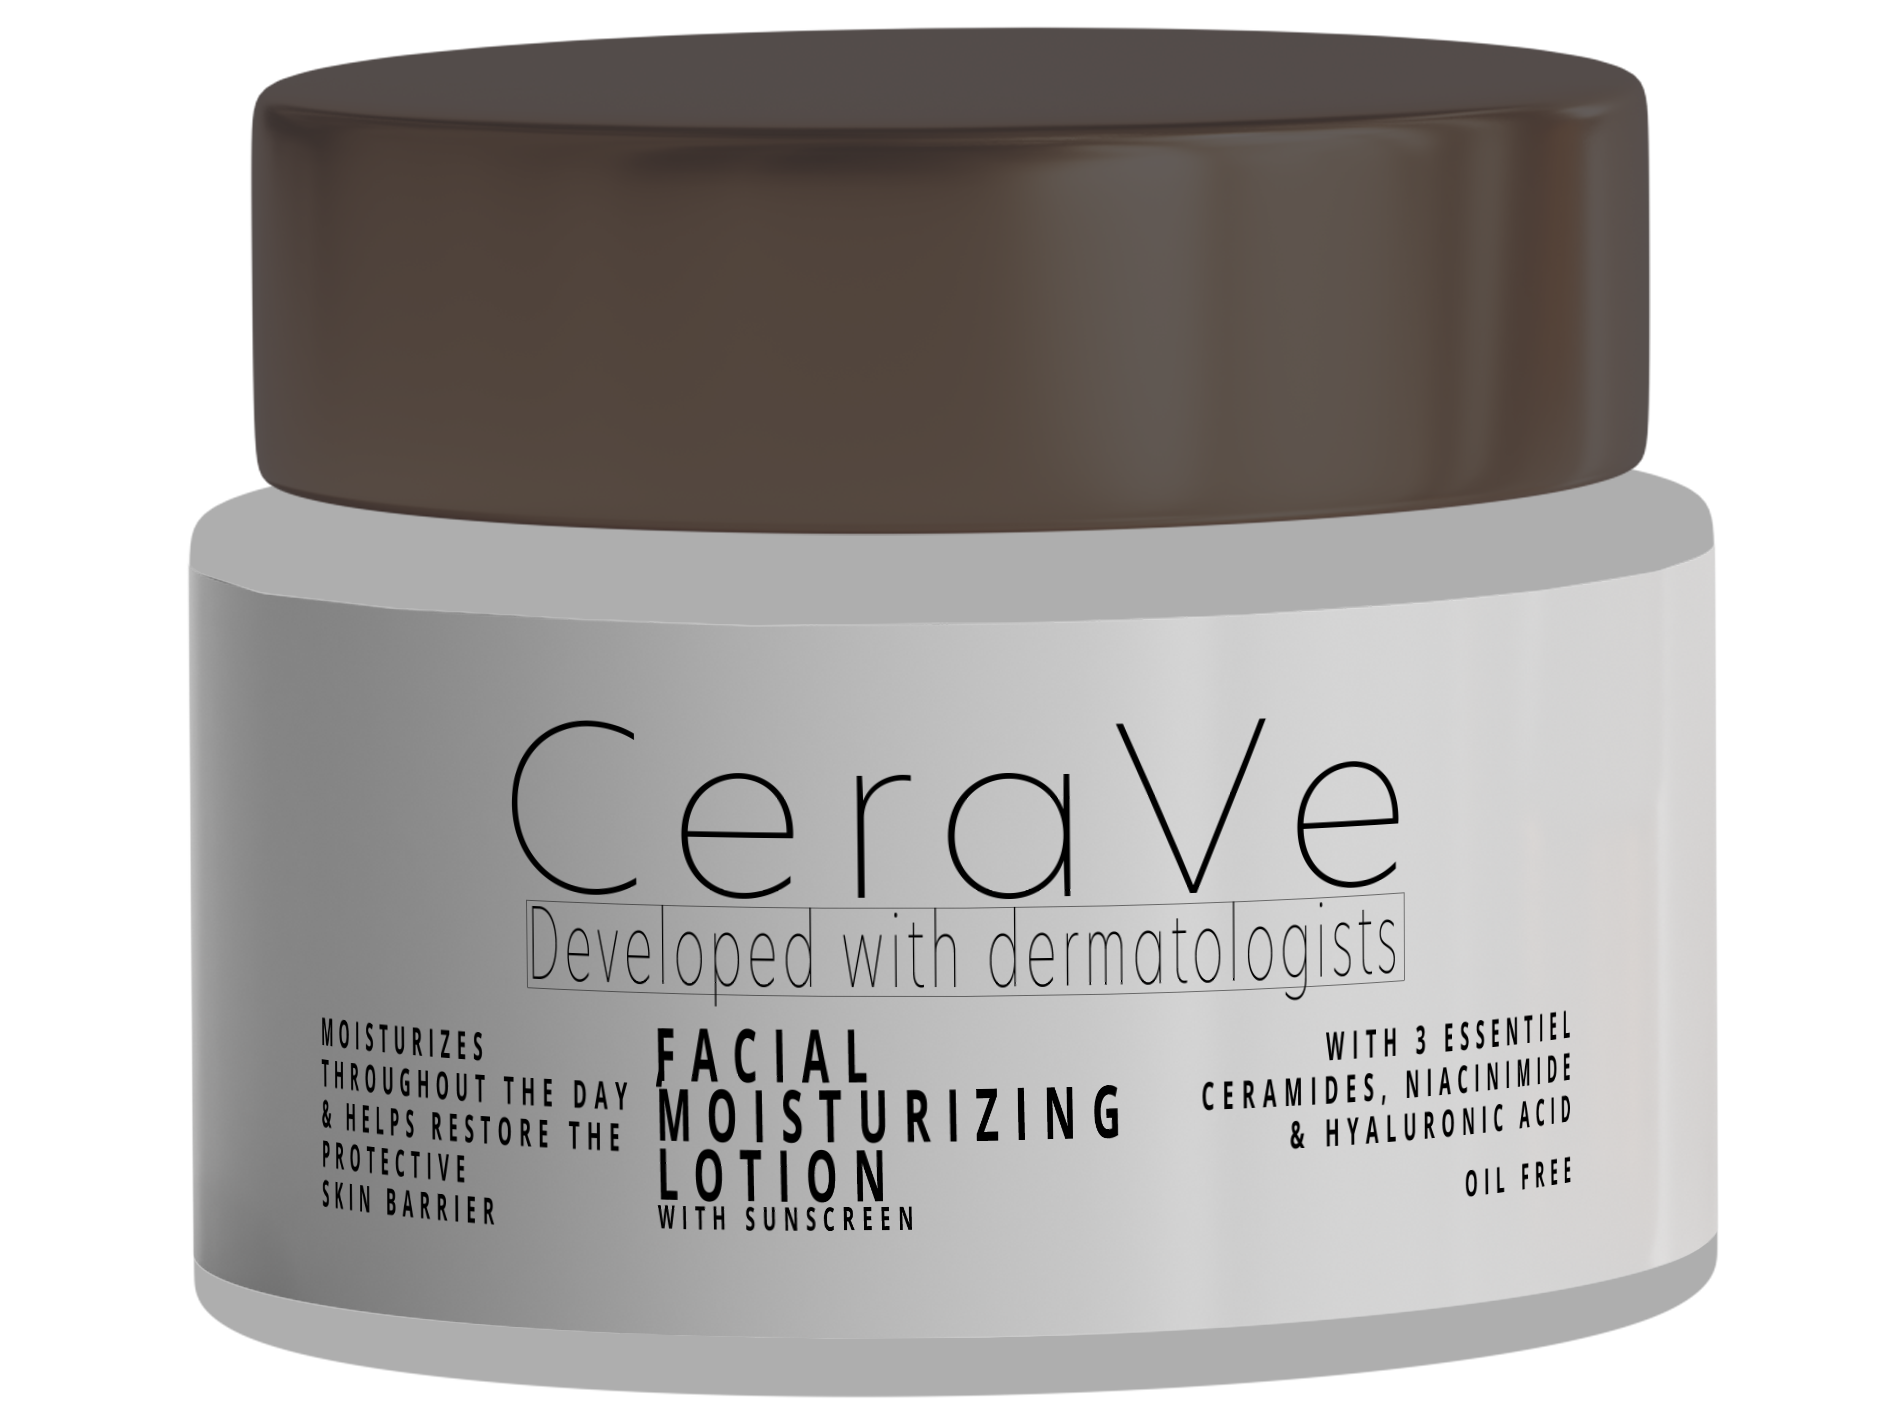 CeraVe
Developed with dermatologists
MOISTURIZES
THROUGHOUT THE DAY
& HELPS RESTORE THE
PROTECTIVE
SKIN BARRIER
FACIAL
MOISTURIZING
LOTION
WITH SUNSCREEN
WITH 3 ESSENTIEL
CERAMIDES, NIACINIMIDE
& HYALURONIC ACID
OIL FREE